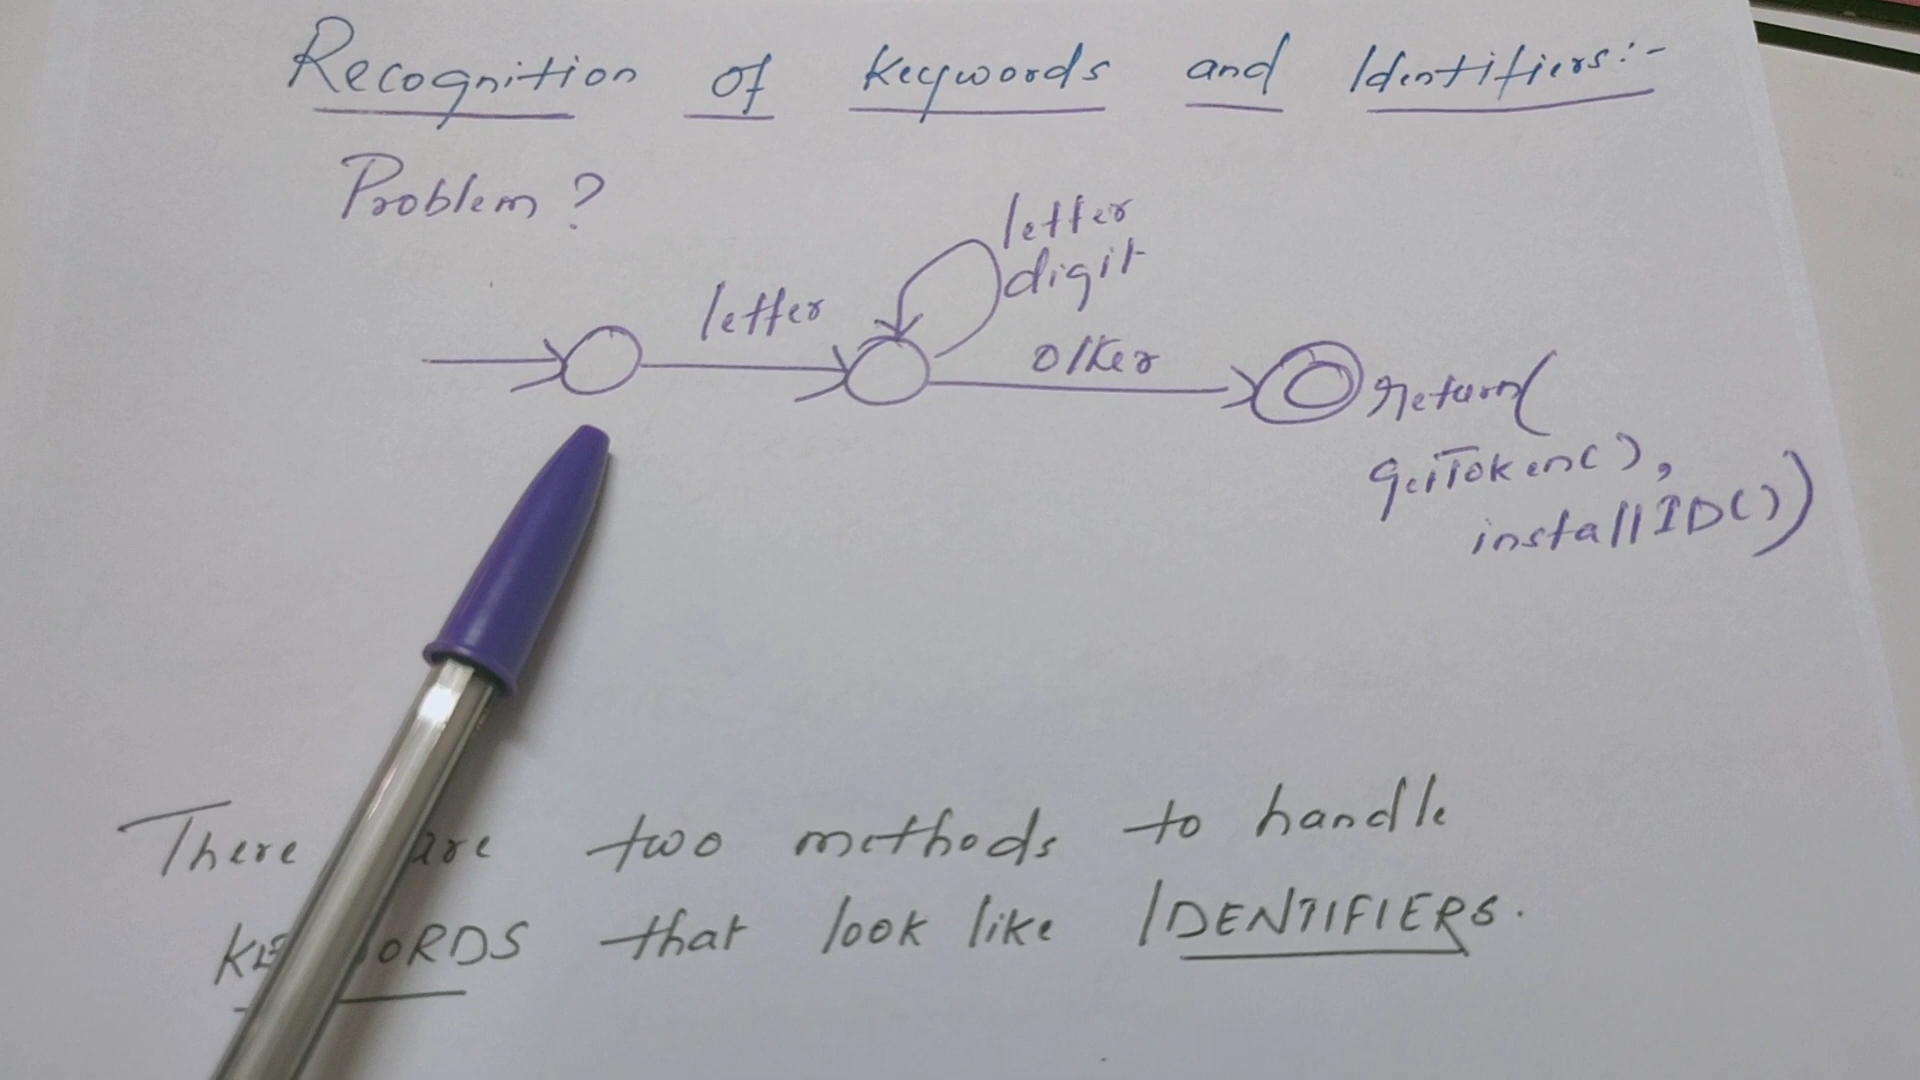 Recognition of Keywords and Identifiers:-
Problem?
letter
letter
digit
other
return(
getToken(),
installID())
There are two methods to handle
that look like IDENTIFIERS.